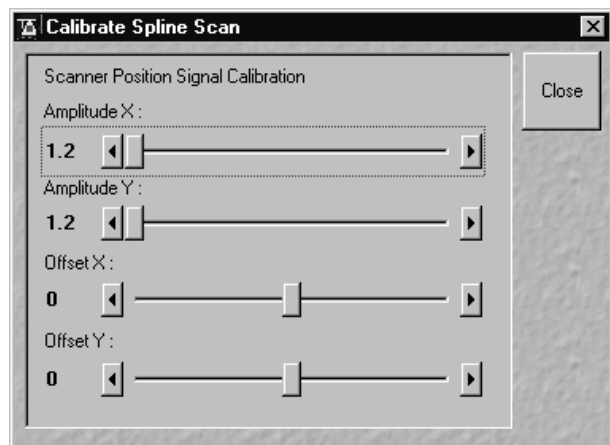 Calibrate Spline Scan
Scanner Position Signal Calibration
Close
Amplitude X :
1.2
Amplitude Y :
1.2
Offset X :
0
Offset Y :
0